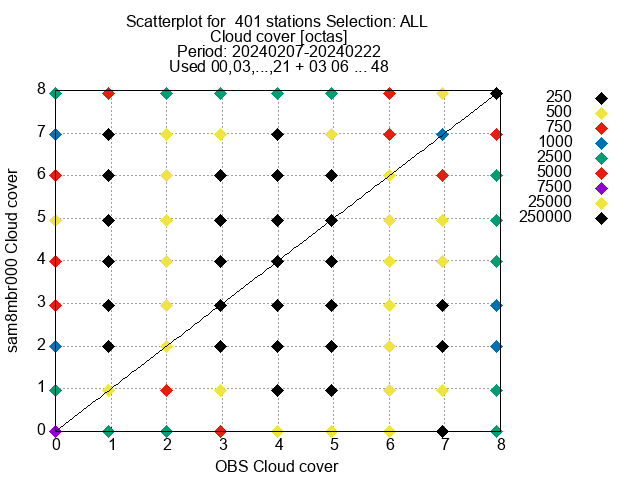 Scatterplot for  401 stations Selection: ALL
Cloud cover [octas]
Period: 20240207-20240222
Used 00,03,...,21 + 03 06 ... 48
8
7
6
5
4
3
2
1
0
sam8mbr000 Cloud cover
0 1 2 3 4 5 6 7 8
OBS Cloud cover
250
500
750
1000
2500
5000
7500
25000
250000